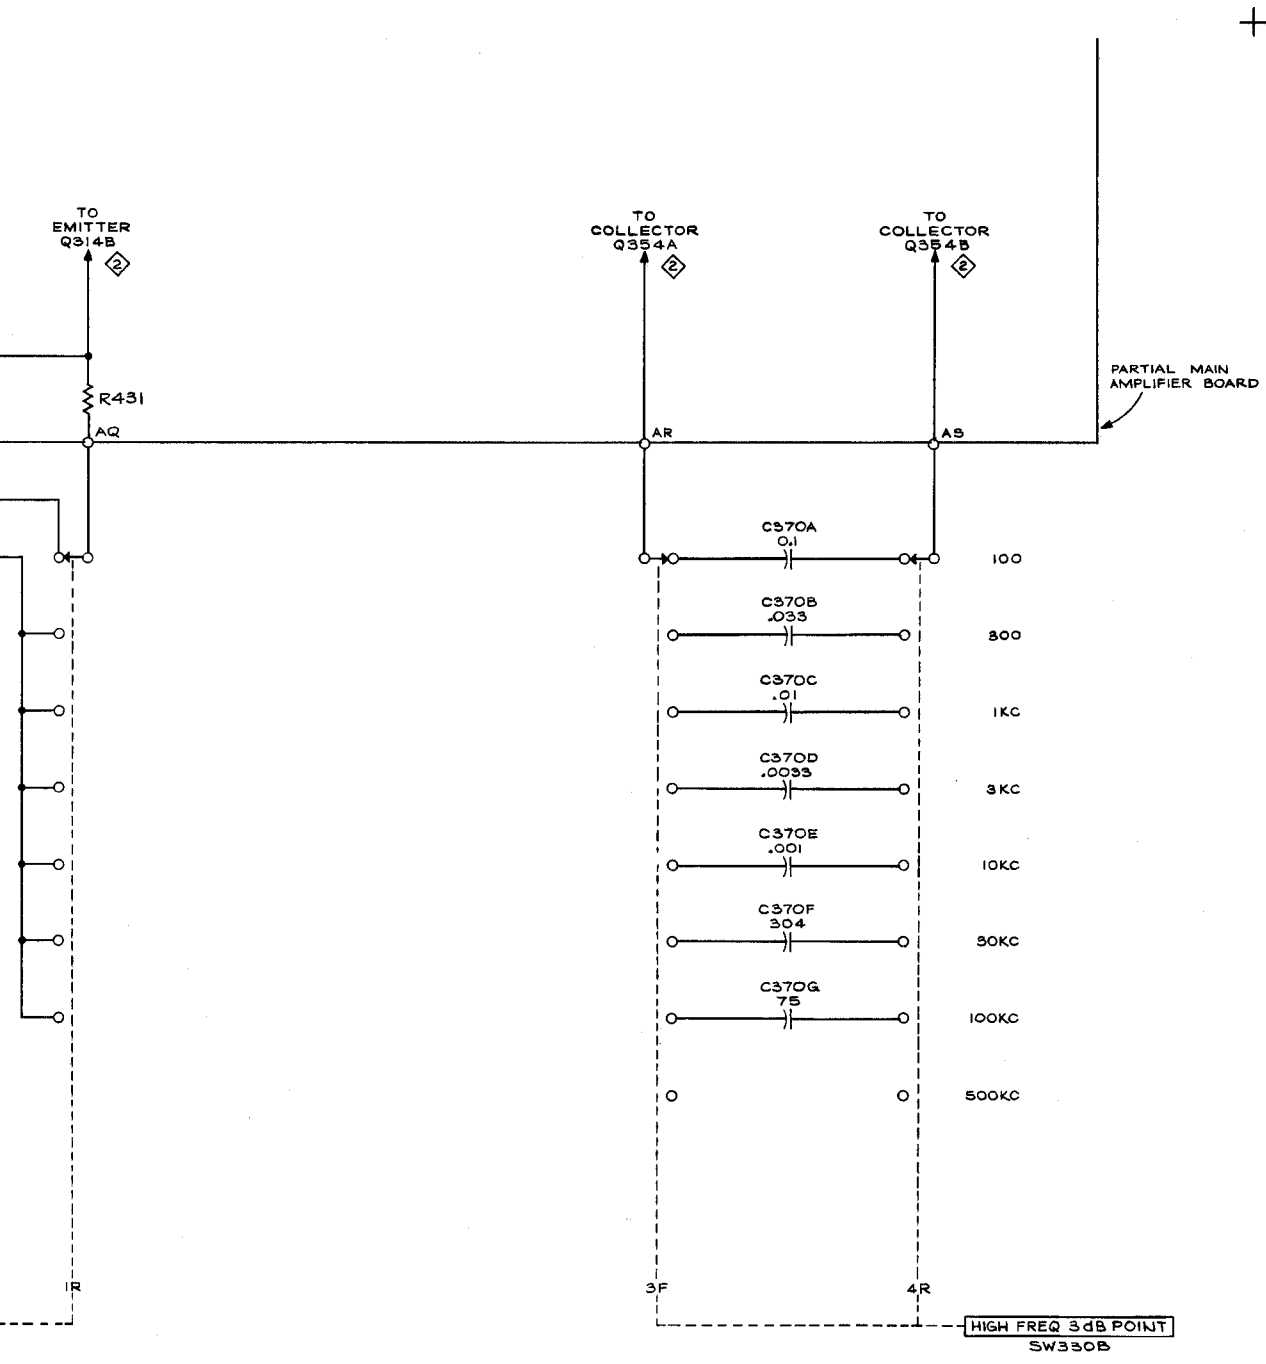 TO
EMITTER
Q314B
2
TO
COLLECTOR
Q354A
2
TO
COLLECTOR
Q354B
2
PARTIAL MAIN
AMPLIFIER BOARD
R431
AQ
AR
AS
C370A
0.1
100
C370B
.033
300
C370C
.01
1KC
C370D
.0033
3KC
C370E
.001
10KC
C370F
304
30KC
C370G
75
100KC
500KC
1R
3F
4R
HIGH FREQ 3dB POINT
SW330B